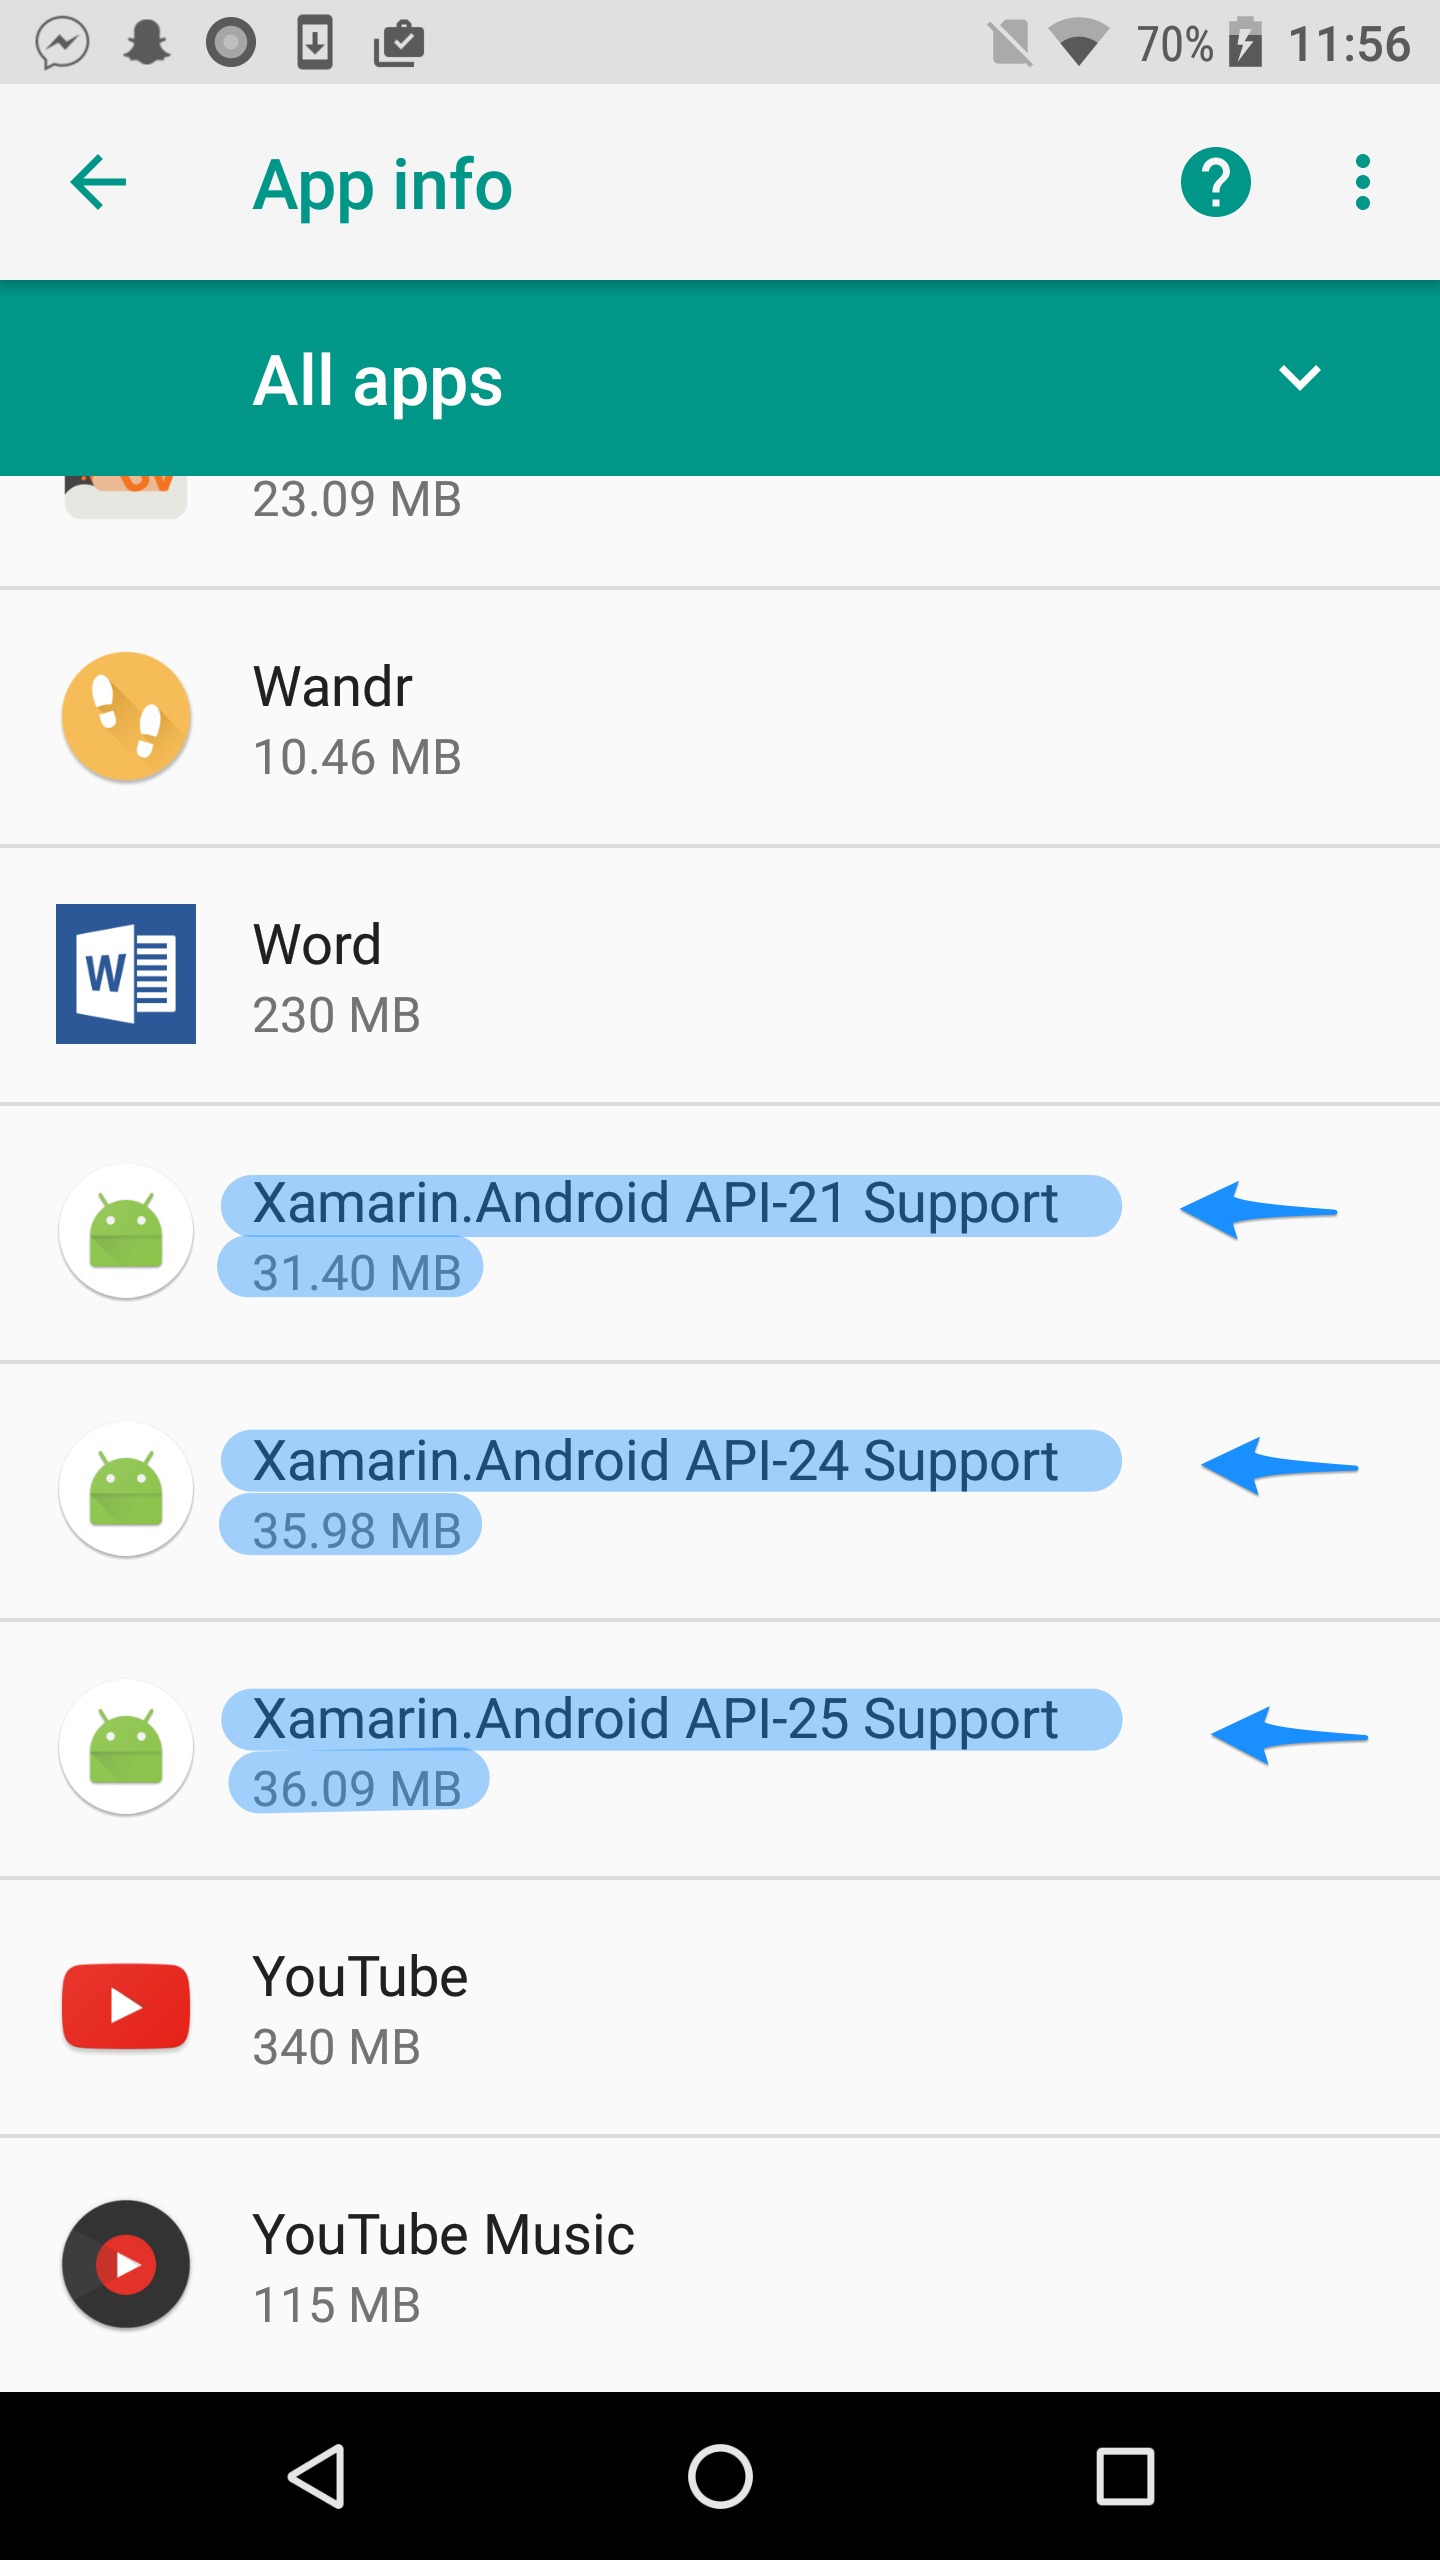 70% 11:56
App info
All apps
23.09 MB
Wandr
10.46 MB
W
Word
230 MB
Xamarin.Android API-21 Support
31.40 MB
Xamarin.Android API-24 Support
35.98 MB
Xamarin.Android API-25 Support
36.09 MB
YouTube
340 MB
YouTube Music
115 MB